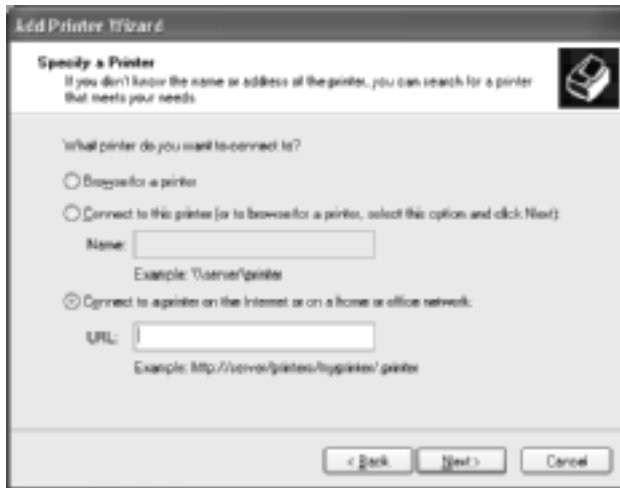 Add Printer Wizard
Specify a Printer
If you don't know the name or address of the printer, you can search for a printer
that meets your needs.
What printer do you want to connect to?
Browse for a printer
Connect to this printer (or to browse for a printer, select this option and click Next):
Name:
Example: \\server\printer
Connect to a printer on the Internet or on a home or office network:
URL:
Example: http://server/printers/myprinter/.printer
< Back
Next >
Cancel